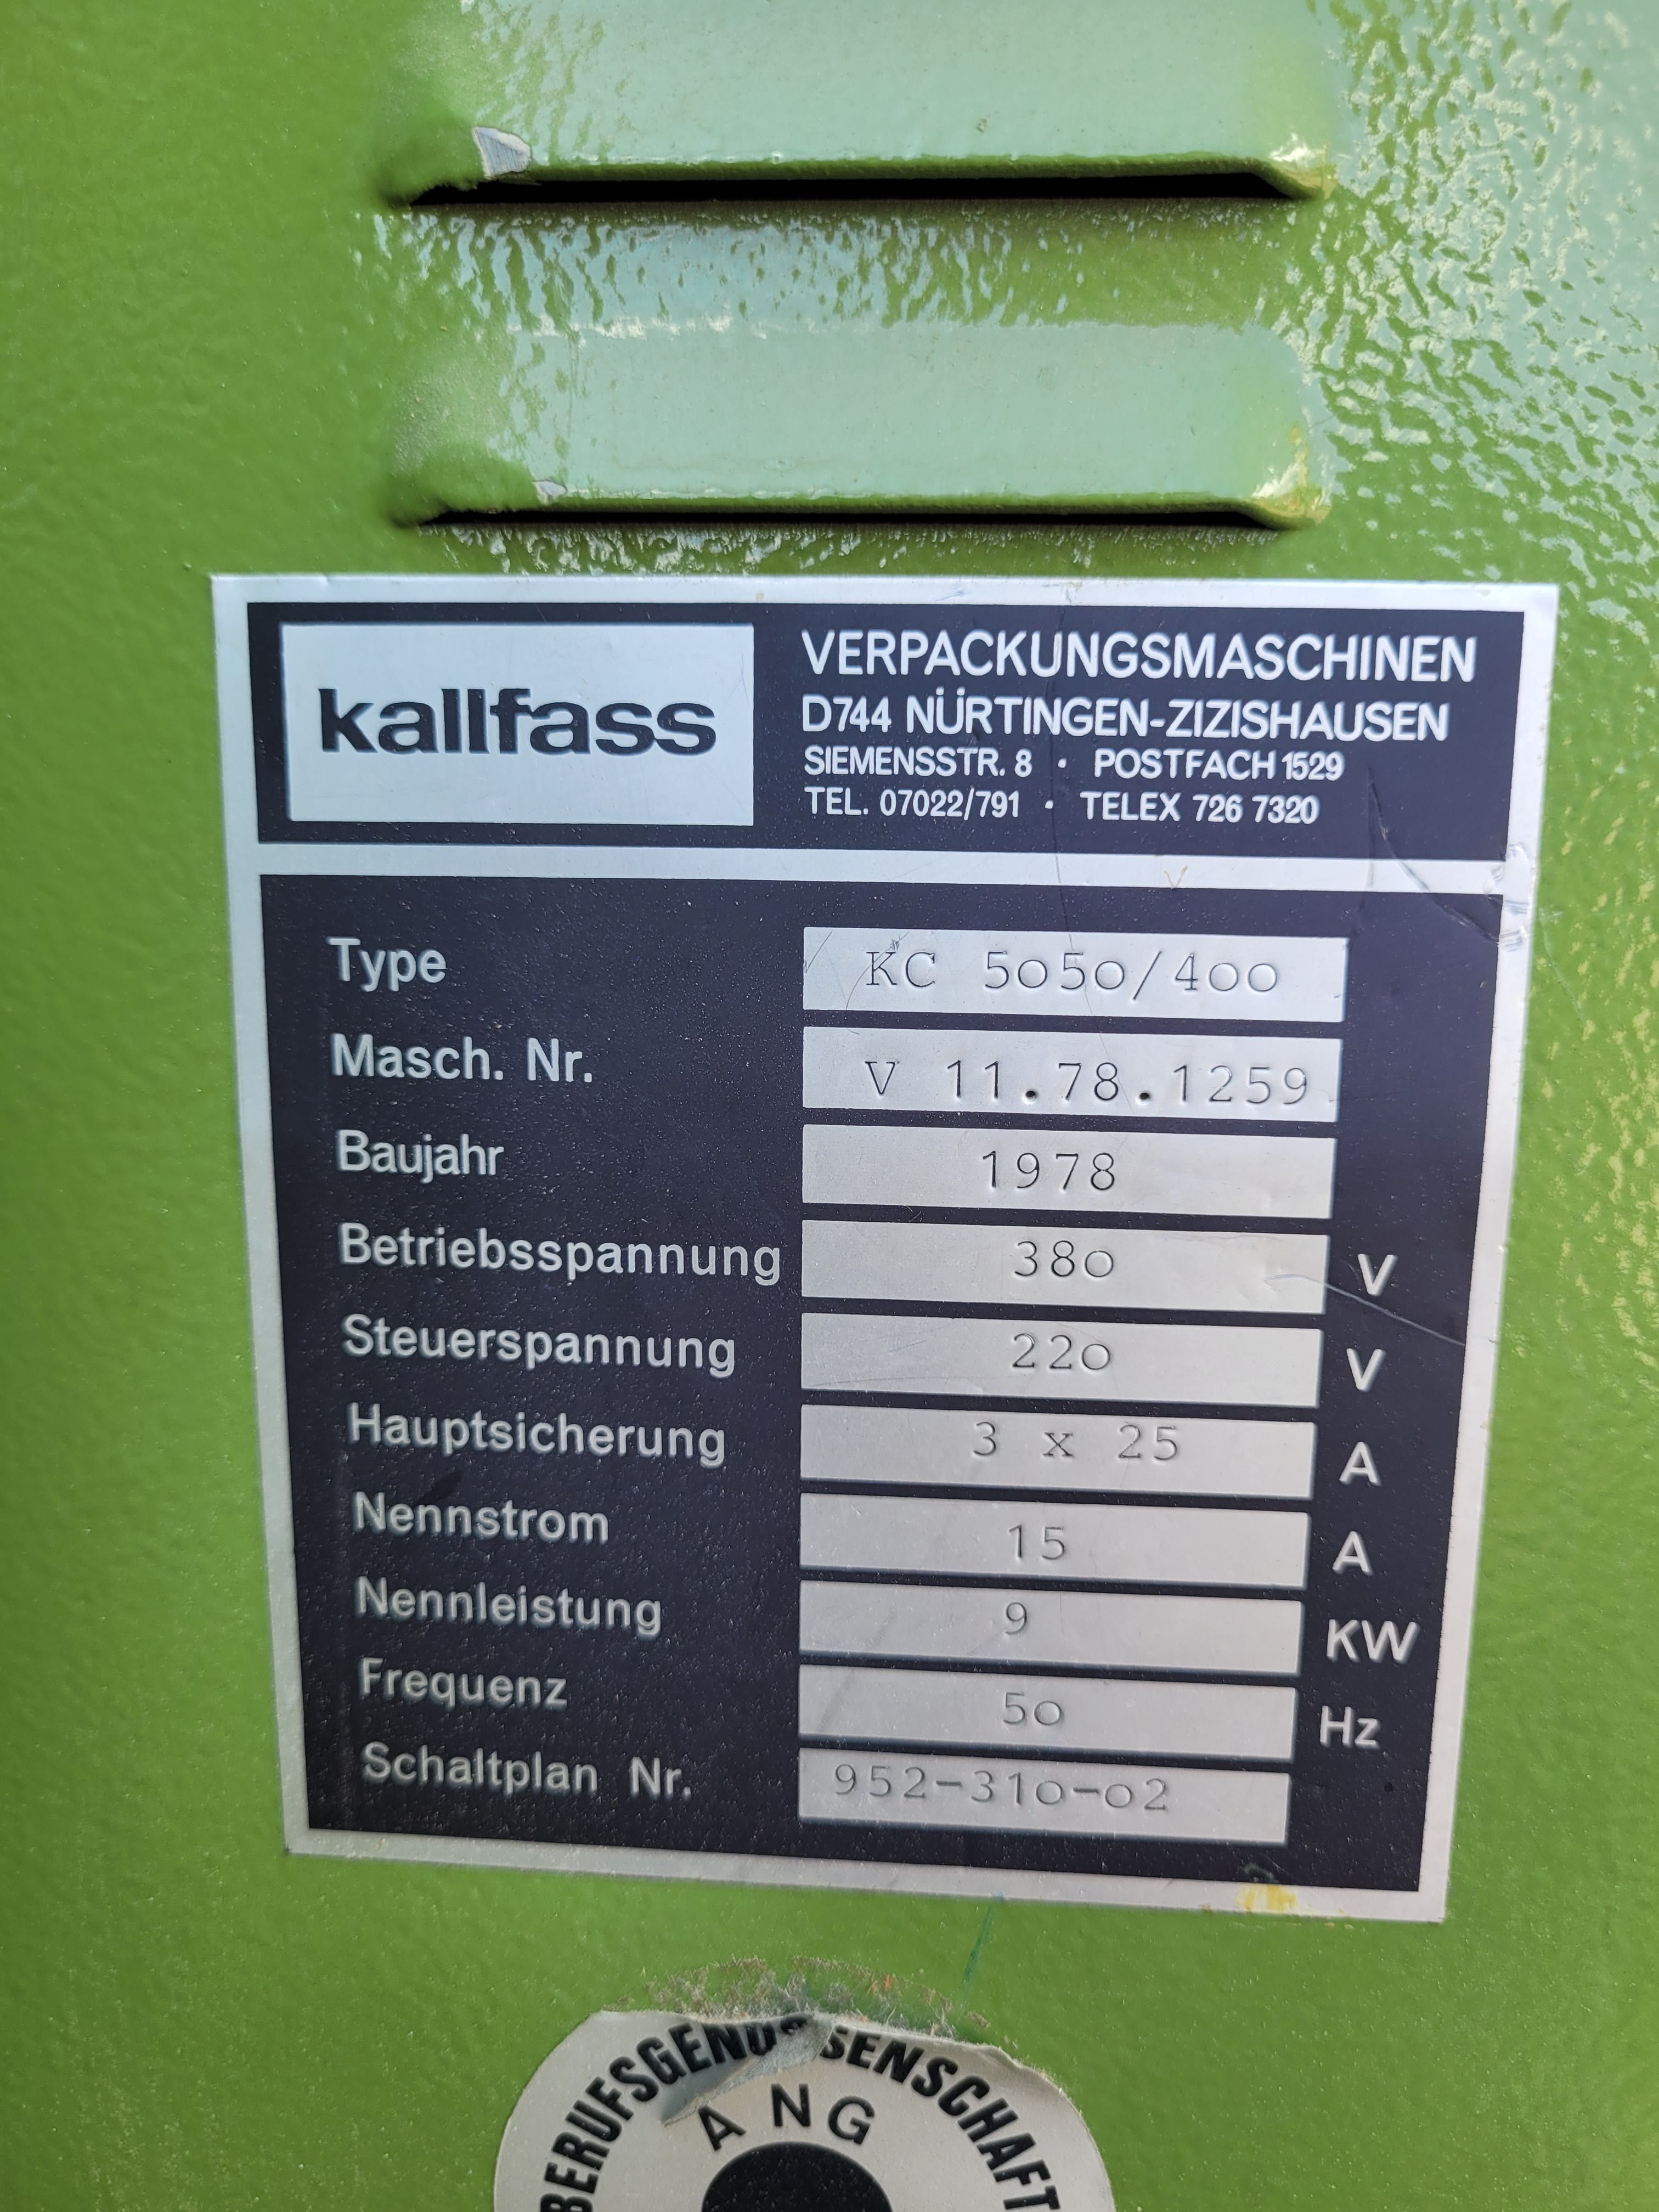 kallfass
VERPACKUNGSMASCHINEN
D744 NÜRTINGEN-ZIZISHAUSEN
SIEMENSSTR. 8 · POSTFACH 1529
TEL. 07022/791 · TELEX 726 7320
Type KC 5050/400
Masch. Nr. V 11.78.1259
Baujahr 1978
Betriebsspannung 380 V
Steuerspannung 220 V
Hauptsicherung 3 x 25 A
Nennstrom 15 A
Nennleistung 9 KW
Frequenz 50 Hz
Schaltplan Nr. 952-310-02
BERUFSGENOSSENSCHAFT
ANG